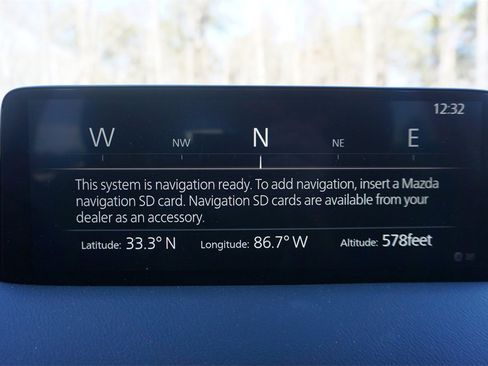 12:32
W NW N NE E
This system is navigation ready. To add navigation, insert a Mazda
navigation SD card. Navigation SD cards are available from your
dealer as an accessory.
Latitude: 33.3° N Longitude: 86.7° W Altitude: 578feet